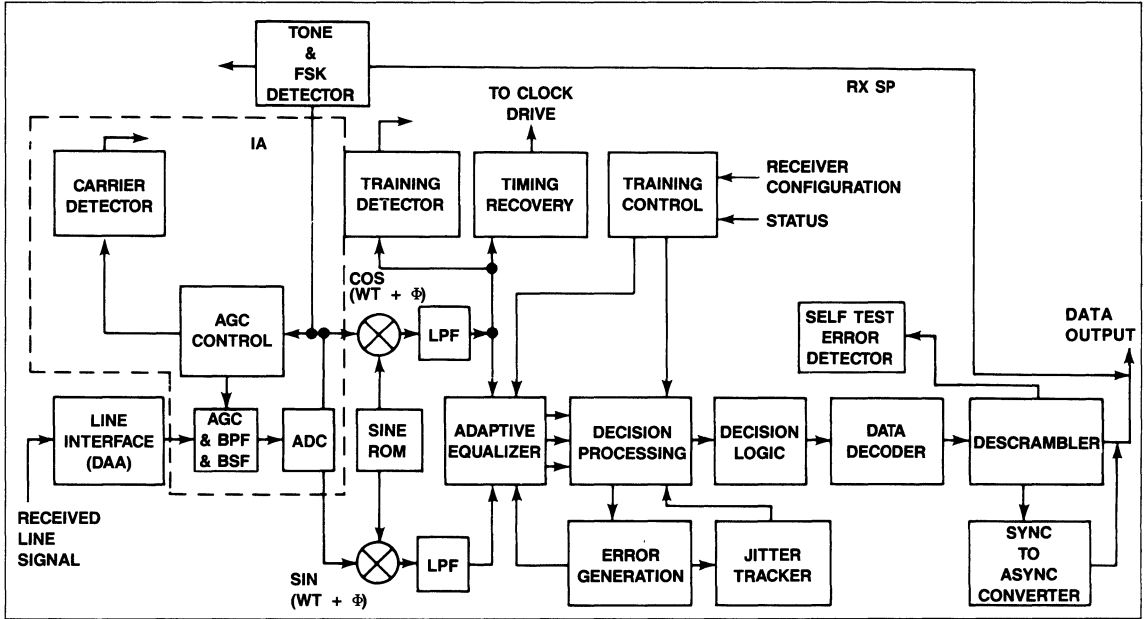 TONE
&
FSK
DETECTOR
RX SP
IA
TO CLOCK
DRIVE
CARRIER
DETECTOR
TRAINING
DETECTOR
TIMING
RECOVERY
TRAINING
CONTROL
RECEIVER
CONFIGURATION
STATUS
COS
(WT + Φ)
AGC
CONTROL
LPF
SELF TEST
ERROR
DETECTOR
DATA
OUTPUT
LINE
INTERFACE
(DAA)
AGC
& BPF
& BSF
ADC
SINE
ROM
ADAPTIVE
EQUALIZER
DECISION
PROCESSING
DECISION
LOGIC
DATA
DECODER
DESCRAMBLER
RECEIVED
LINE
SIGNAL
SIN
(WT + Φ)
LPF
ERROR
GENERATION
JITTER
TRACKER
SYNC
TO
ASYNC
CONVERTER